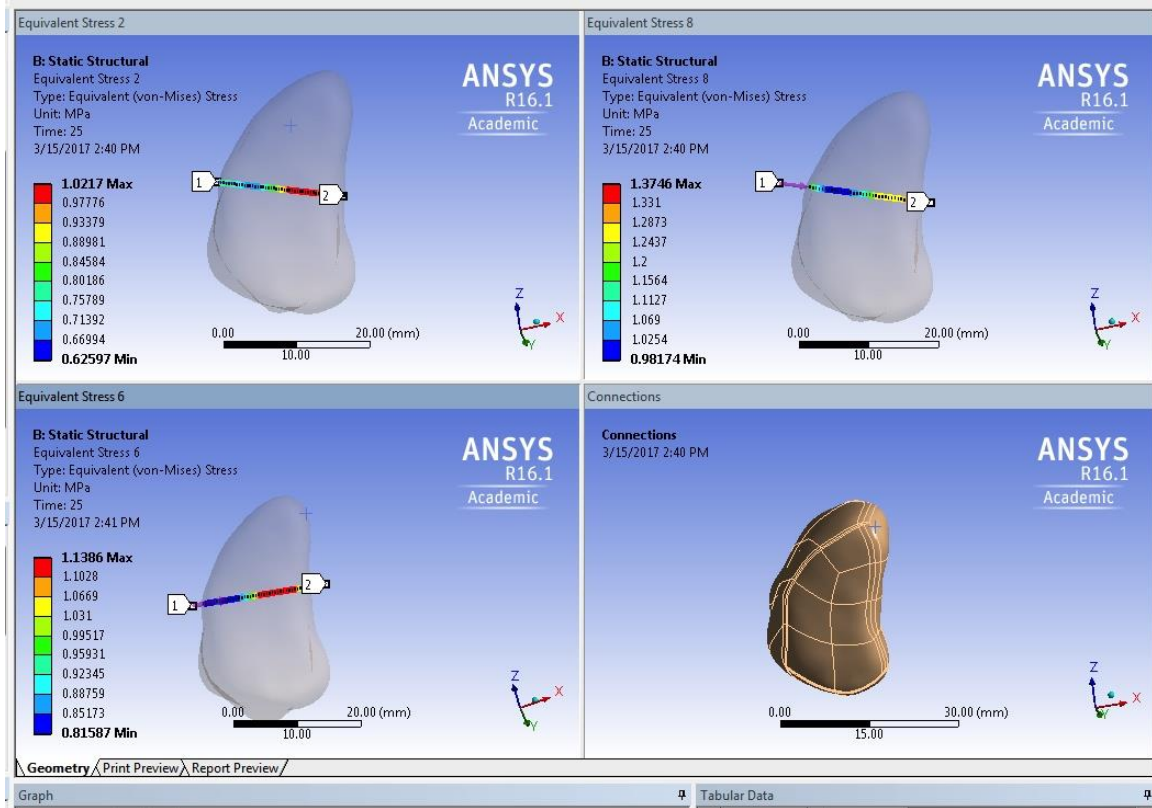 Equivalent Stress 2
B: Static Structural
Equivalent Stress 2
Type: Equivalent (von-Mises) Stress
Unit: MPa
Time: 25
3/15/2017 2:40 PM
ANSYS
R16.1
Academic
1.0217 Max
0.97776
0.93379
0.88981
0.84584
0.80186
0.75789
0.71392
0.66994
0.62597 Min
1
2
0.00
20.00 (mm)
10.00
Z
X
Y
Equivalent Stress 8
B: Static Structural
Equivalent Stress 8
Type: Equivalent (von-Mises) Stress
Unit: MPa
Time: 25
3/15/2017 2:40 PM
ANSYS
R16.1
Academic
1.3746 Max
1.331
1.2873
1.2437
1.2
1.1564
1.1127
1.069
1.0254
0.98174 Min
1
2
0.00
20.00 (mm)
10.00
Z
X
Y
Equivalent Stress 6
B: Static Structural
Equivalent Stress 6
Type: Equivalent (von-Mises) Stress
Unit: MPa
Time: 25
3/15/2017 2:41 PM
ANSYS
R16.1
Academic
1.1386 Max
1.1028
1.0669
1.031
0.99517
0.95931
0.92345
0.88759
0.85173
0.81587 Min
1
2
0.00
20.00 (mm)
10.00
Z
X
Y
Connections
Connections
3/15/2017 2:40 PM
ANSYS
R16.1
Academic
0.00
30.00 (mm)
15.00
Z
X
Y
Geometry Print Preview Report Preview
Graph
Tabular Data